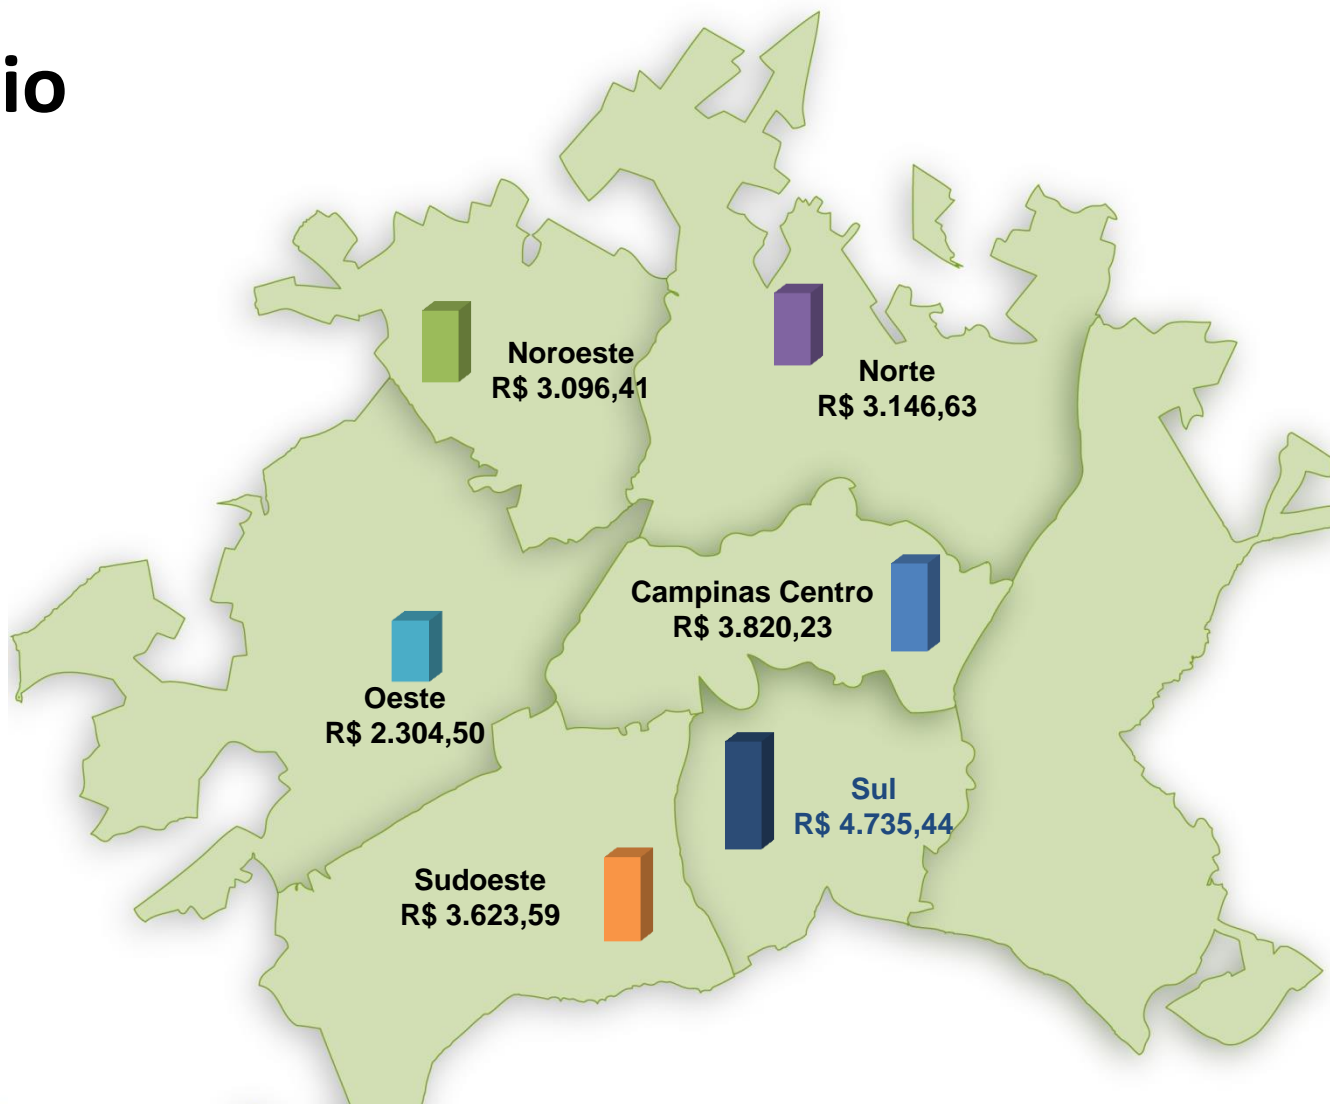 io
Noroeste
R$ 3.096,41
Norte
R$ 3.146,63
Campinas Centro
R$ 3.820,23
Oeste
R$ 2.304,50
Sul
R$ 4.735,44
Sudoeste
R$ 3.623,59